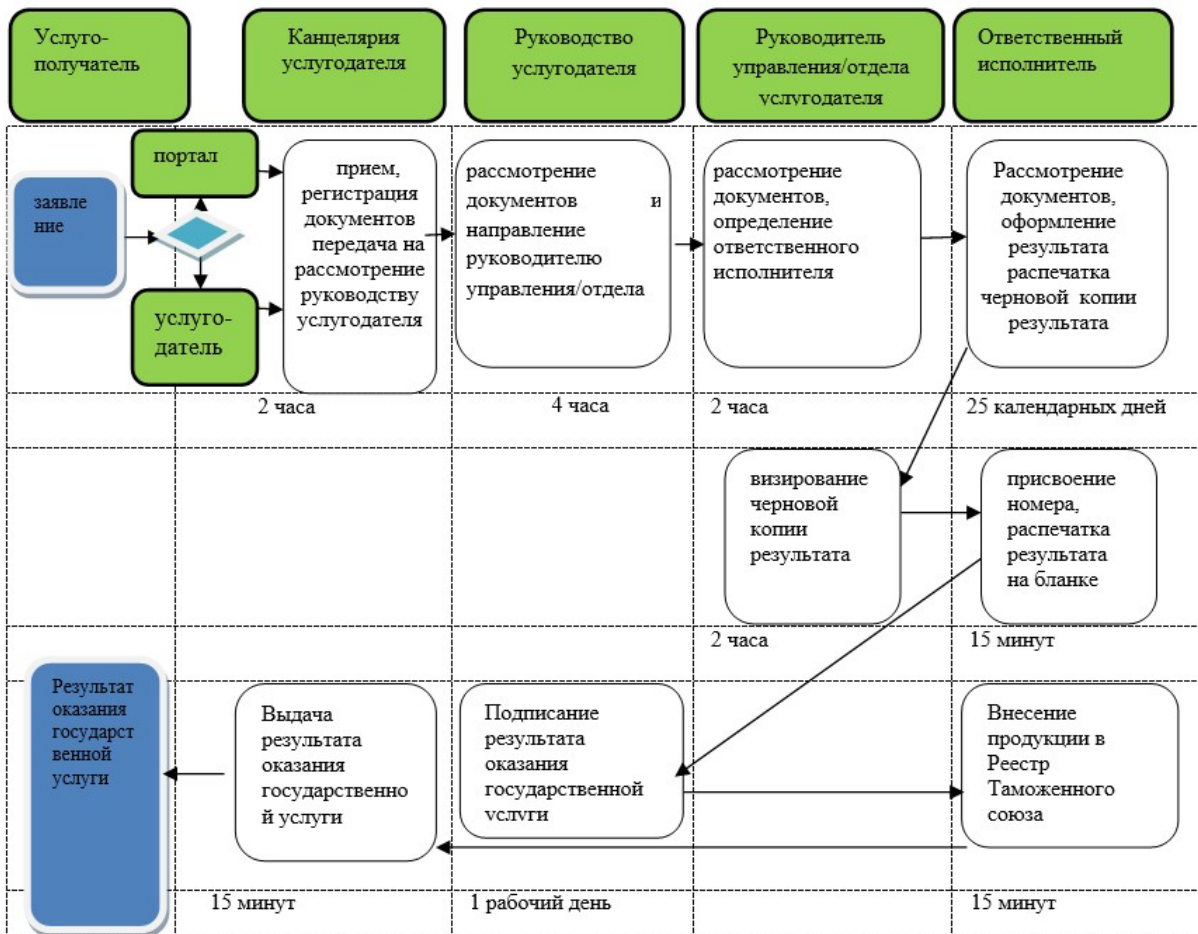 Услуго-
получатель
Канцелярия
услугодателя
Руководство
услугодателя
Руководитель
управления/отдела
услугодателя
Ответственный
исполнитель
заявле
ние
портал
услуго-
датель
прием,
регистрация
документов
передача на
рассмотрение
руководству
услугодателя
рассмотрение
документов и
направление
руководителю
управления/отдела
рассмотрение
документов,
определение
ответственного
исполнителя
Рассмотрение
документов,
оформление
результата
распечатка
черновой копии
результата
2 часа
4 часа
2 часа
25 календарных дней
визирование
черновой
копии
результата
присвоение
номера,
распечатка
результата
на бланке
2 часа
15 минут
Результат
оказания
государст
венной
услуги
Выдача
результата
оказания
государственно
й услуги
Подписание
результата
оказания
государственной
услуги
Внесение
продукции в
Реестр
Таможенного
союза
15 минут
1 рабочий день
15 минут